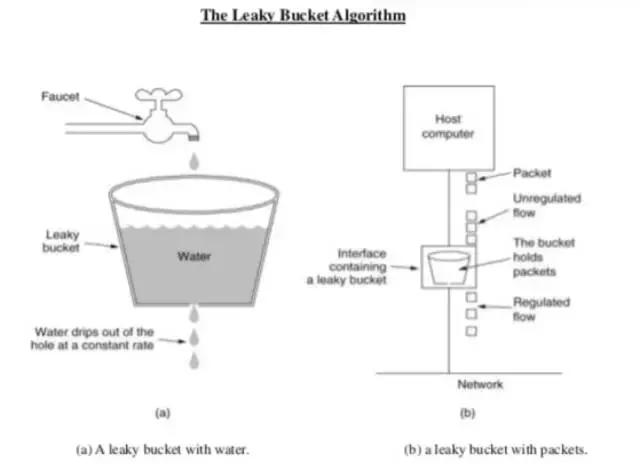 The Leaky Bucket Algorithm
Faucet
Leaky
bucket
Water
Water drips out of the
hole at a constant rate
(a)
Host
computer
Packet
Unregulated
flow
Interface
containing
a leaky bucket
The bucket
holds
packets
Regulated
flow
Network
(b)
(a) A leaky bucket with water.
(b) a leaky bucket with packets.